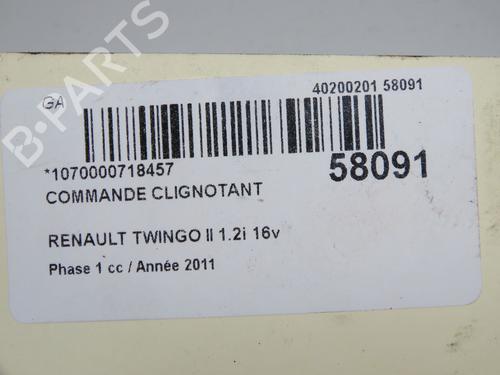 GA
40200201 58091
*1070000718457
58091
COMMANDE CLIGNOTANT
RENAULT TWINGO II 1.2i 16v
Phase 1 cc / Année 2011
B-PARTS